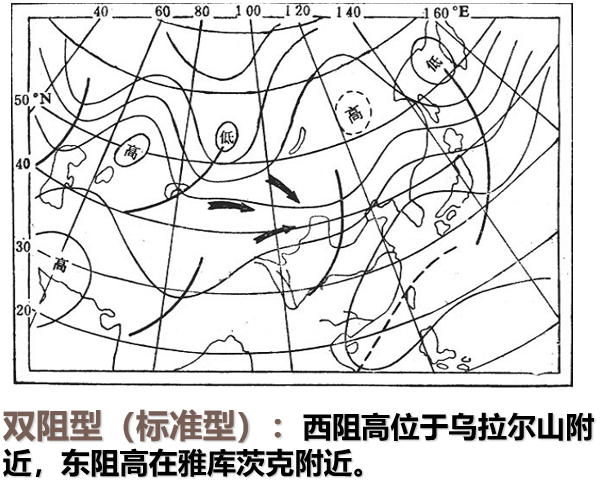 40 60 80 100 120 140 160°E
50°N
低
高
低
高
40
30
高
20
双阻型（标准型）：西阻高位于乌拉尔山附
近，东阻高在雅库茨克附近。